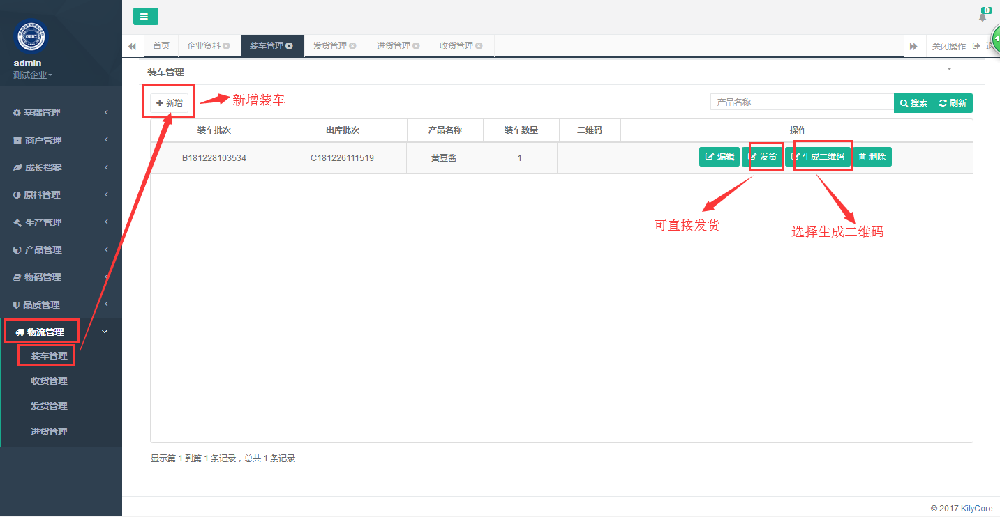 0
4
CFDACX
admin
测试企业
首页
企业资料
装车管理
发货管理
进货管理
收货管理
关闭操作
装车管理
新增
新增装车
产品名称
搜索
刷新
装车批次 出库批次 产品名称 装车数量 二维码 操作
B181228103534 C181226111519 黄豆酱 1 编辑 发货 生成二维码 删除
可直接发货
选择生成二维码
基础管理
商户管理
成长档案
原料管理
生产管理
产品管理
物码管理
品质管理
物流管理
装车管理
收货管理
发货管理
进货管理
显示第 1 到第 1 条记录，总共 1 条记录
© 2017 KilyCore